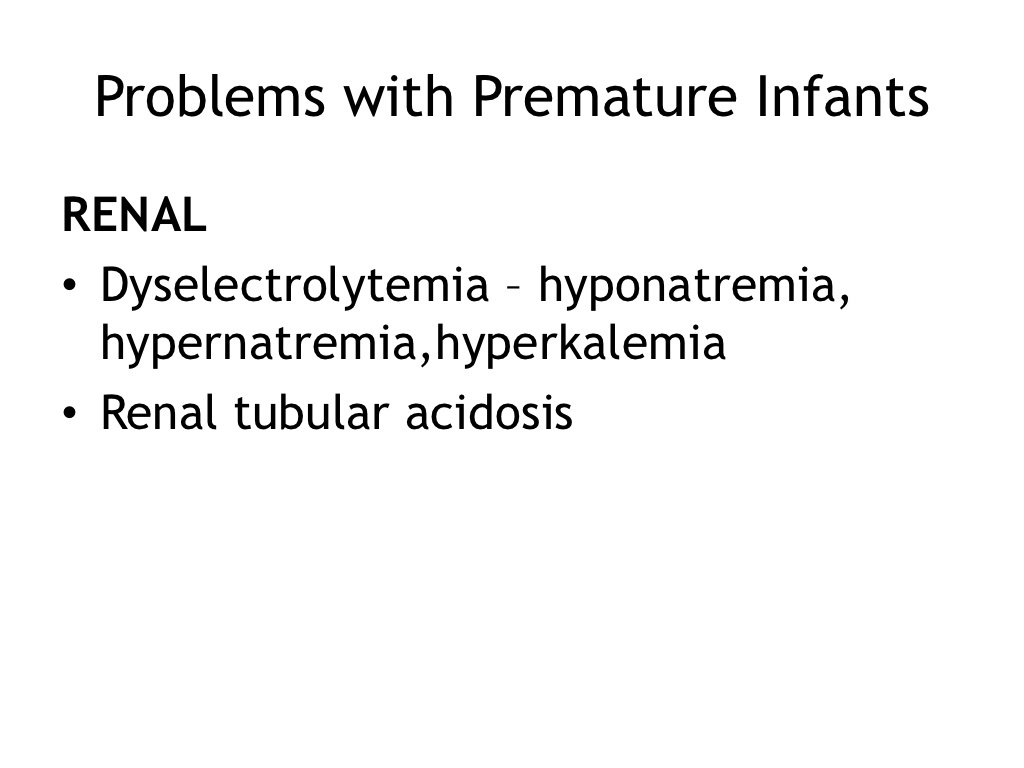 Problems with Premature Infants
RENAL
• Dyselectrolytemia – hyponatremia,
hypernatremia,hyperkalemia
• Renal tubular acidosis